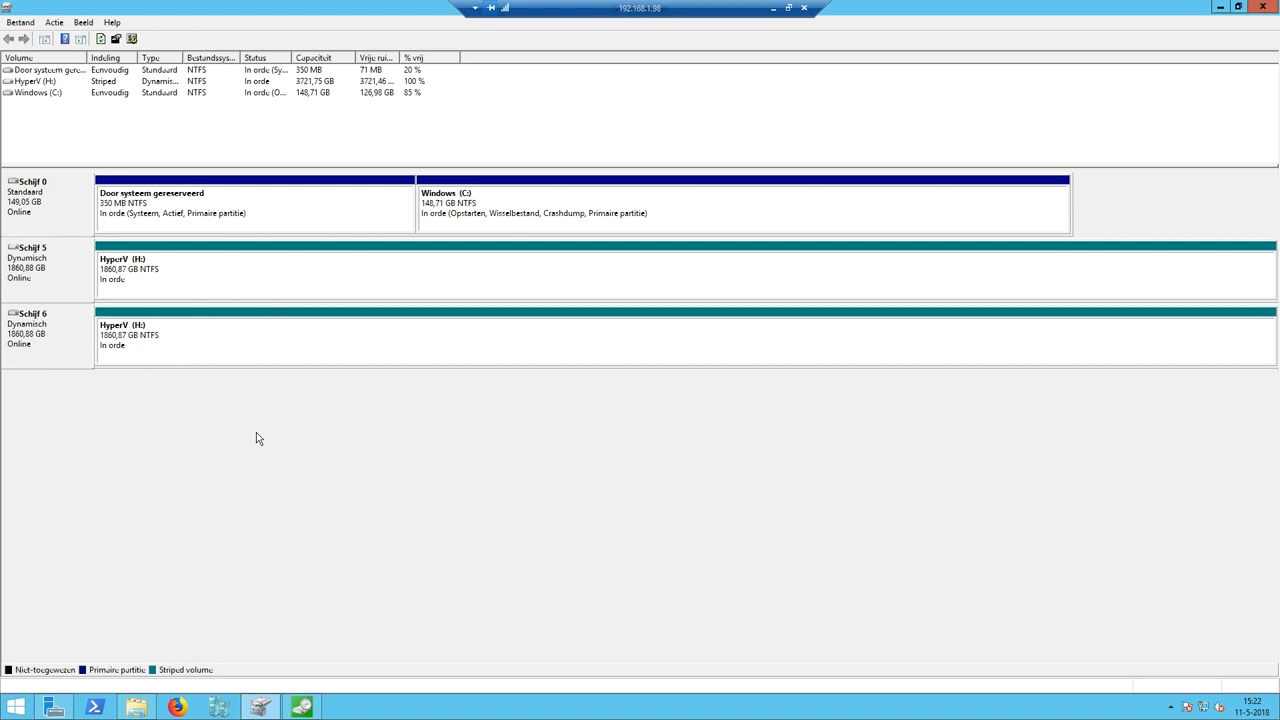 192.168.1.98
Bestand Actie Beeld Help
Volume Indeling Type Bestandssys... Status Capaciteit Vrije rui... % vrij
Door systeem gere... Eenvoudig Standaard NTFS In orde (Sy... 350 MB 71 MB 20 %
HyperV (H:) Striped Dynamis... NTFS In orde 3721,75 GB 3721,46 ... 100 %
Windows (C:) Eenvoudig Standaard NTFS In orde (O... 148,71 GB 126,98 GB 85 %
Schijf 0
Standaard
149,05 GB
Online
Door systeem gereserveerd
350 MB NTFS
In orde (Systeem, Actief, Primaire partitie)
Windows (C:)
148,71 GB NTFS
In orde (Opstarten, Wisselbestand, Crashdump, Primaire partitie)
Schijf 5
Dynamisch
1860,88 GB
Online
HyperV (H:)
1860,87 GB NTFS
In orde
Schijf 6
Dynamisch
1860,88 GB
Online
HyperV (H:)
1860,87 GB NTFS
In orde
Niet-toegewezen Primaire partitie Striped volume
15:22
11-5-2018